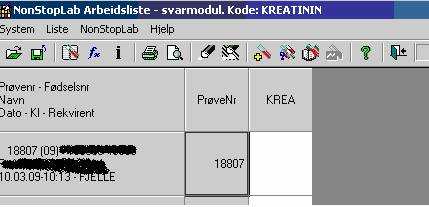 NonStopLab Arbeidsliste - svarmodul. Kode: KREATININ
System Liste NonStopLab Hjelp
Prøvenr - Fødselsnr
Navn
Dato - Kl - Rekvirent
PrøveNr
KREA
18807 (09)
10.03.09-10:13 - FJELLE
18807